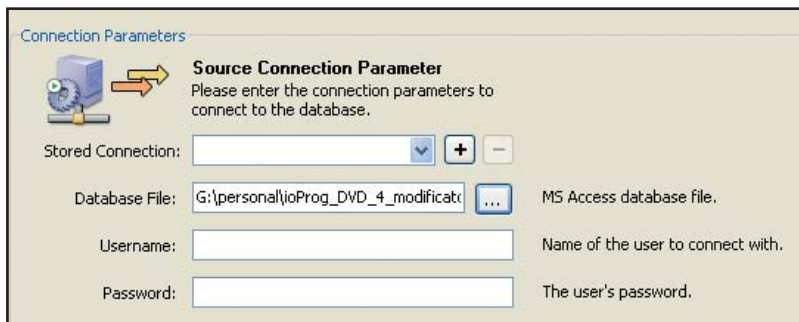 Connection Parameters
Source Connection Parameter
Please enter the connection parameters to
connect to the database.
Stored Connection:
+
−
Database File: G:\personal\ioProg_DVD_4_modificato ... MS Access database file.
Username: Name of the user to connect with.
Password: The user's password.